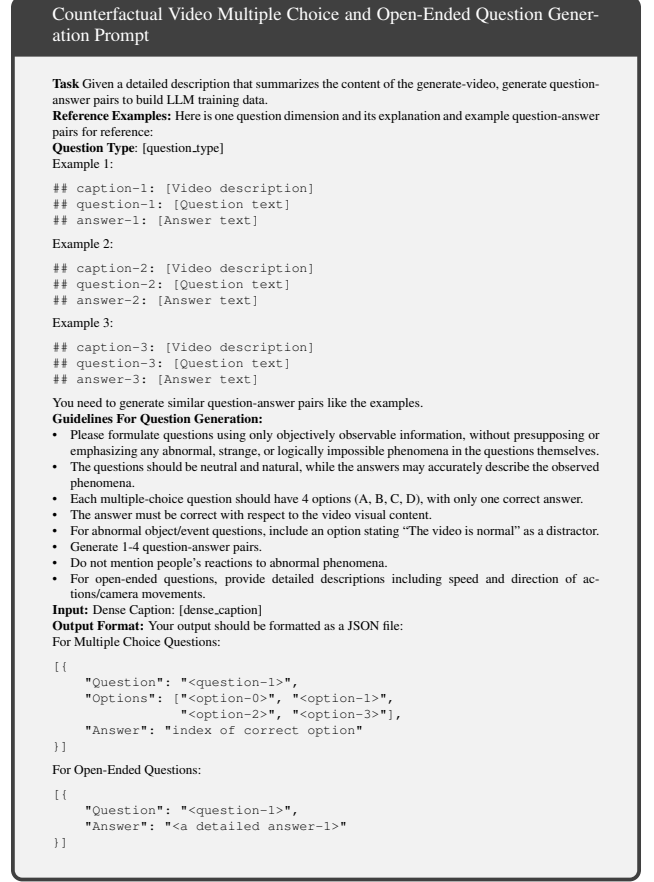 Counterfactual Video Multiple Choice and Open-Ended Question Gener-
ation Prompt
Task Given a detailed description that summarizes the content of the generate-video, generate question-
answer pairs to build LLM training data.
Reference Examples: Here is one question dimension and its explanation and example question-answer
pairs for reference:
Question Type: [question_type]
Example 1:
## caption-1: [Video description]
## question-1: [Question text]
## answer-1: [Answer text]
Example 2:
## caption-2: [Video description]
## question-2: [Question text]
## answer-2: [Answer text]
Example 3:
## caption-3: [Video description]
## question-3: [Question text]
## answer-3: [Answer text]
You need to generate similar question-answer pairs like the examples.
Guidelines For Question Generation:
• Please formulate questions using only objectively observable information, without presupposing or
emphasizing any abnormal, strange, or logically impossible phenomena in the questions themselves.
• The questions should be neutral and natural, while the answers may accurately describe the observed
phenomena.
• Each multiple-choice question should have 4 options (A, B, C, D), with only one correct answer.
• The answer must be correct with respect to the video visual content.
• For abnormal object/event questions, include an option stating “The video is normal” as a distractor.
• Generate 1-4 question-answer pairs.
• Do not mention people's reactions to abnormal phenomena.
• For open-ended questions, provide detailed descriptions including speed and direction of ac-
tions/camera movements.
Input: Dense Caption: [dense_caption]
Output Format: Your output should be formatted as a JSON file:
For Multiple Choice Questions:
[{
"Question": "<question-1>",
"Options": ["<option-0>", "<option-1>",
"<option-2>", "<option-3>"],
"Answer": "index of correct option"
}]
For Open-Ended Questions:
[{
"Question": "<question-1>",
"Answer": "<a detailed answer-1>"
}]